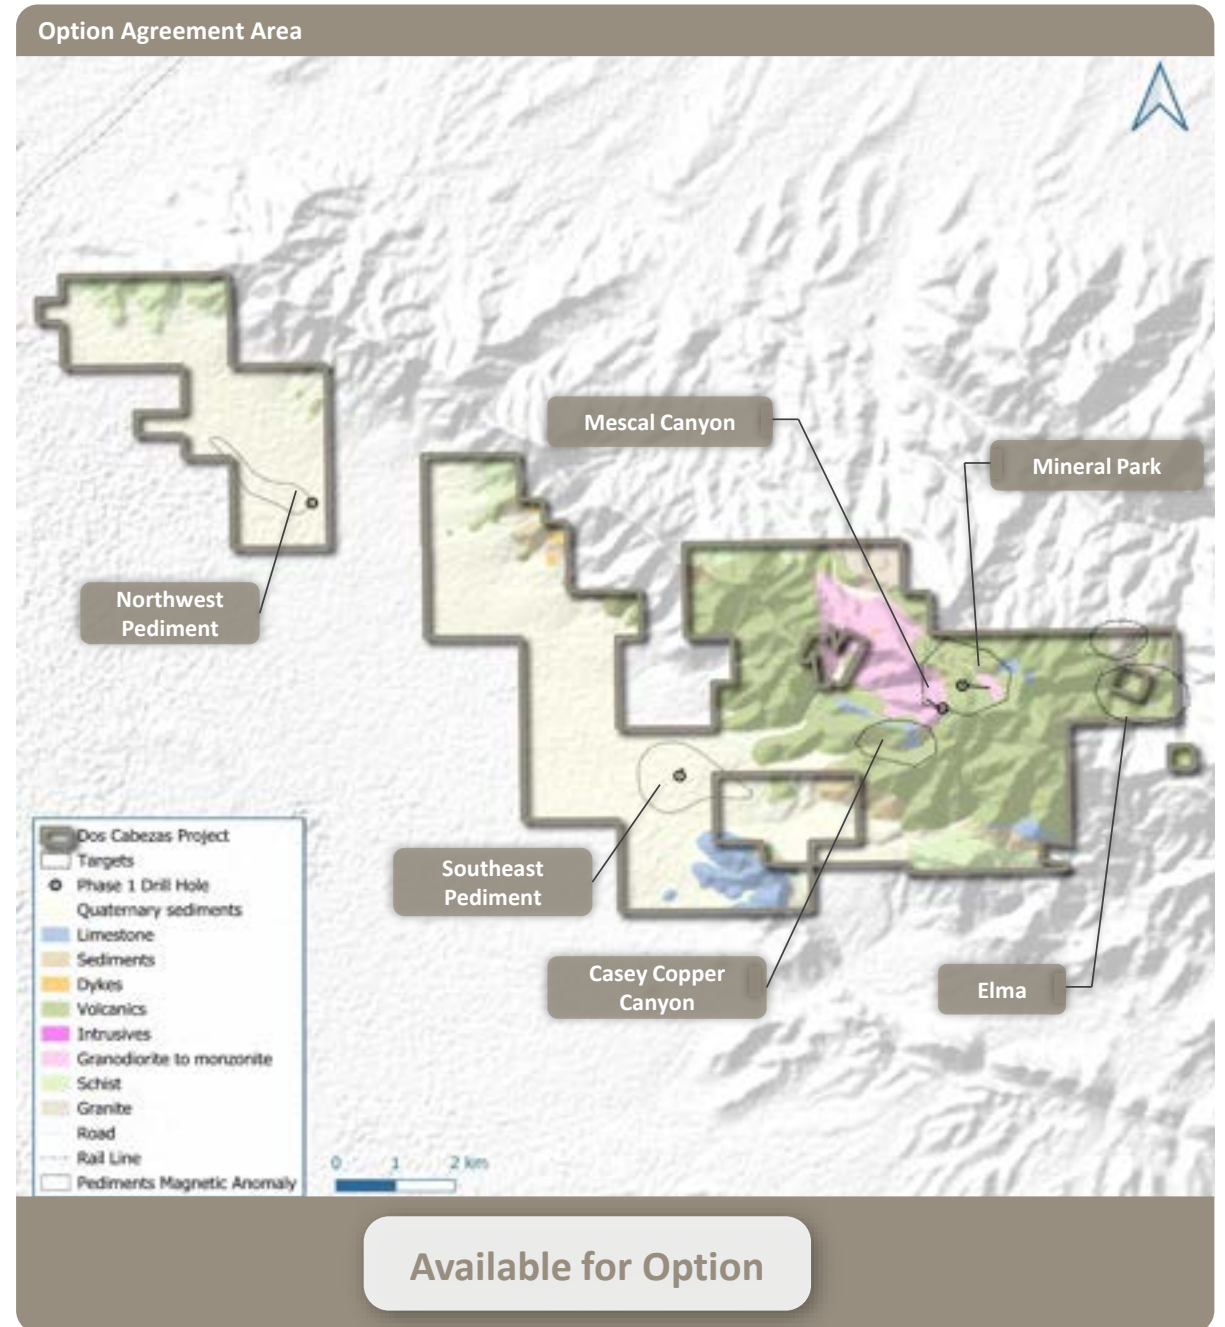 Option Agreement Area
Mescal Canyon
Mineral Park
Northwest
Pediment
Southeast
Pediment
Casey Copper
Canyon
Elma
Dos Cabezas Project
Targets
Phase 1 Drill Hole
Quaternary sediments
Limestone
Sediments
Dykes
Volcanics
Intrusives
Granodiorite to monzonite
Schist
Granite
Road
Rail Line
Pediments Magnetic Anomaly
0 1 2 km
Available for Option